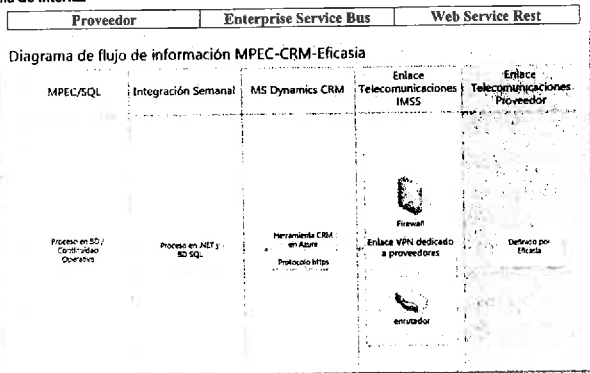 Proveedor Enterprise Service Bus Web Service Rest
Diagrama de flujo de información MPEC-CRM-Eficasia
MPEC/SQL
Integración Semanal
MS Dynamics CRM
Enlace
Telecomunicaciones
IMSS
Enlace
Telecomunicaciones
Proveedor
Proceso en BD /
Continuidad
Operativa
Proceso en .NET y
BD SQL
Herramienta CRM
en Azure
Protocolo https
Firewall
Enlace VPN dedicado
a proveedores
enrutador
Definido por
Eficasia